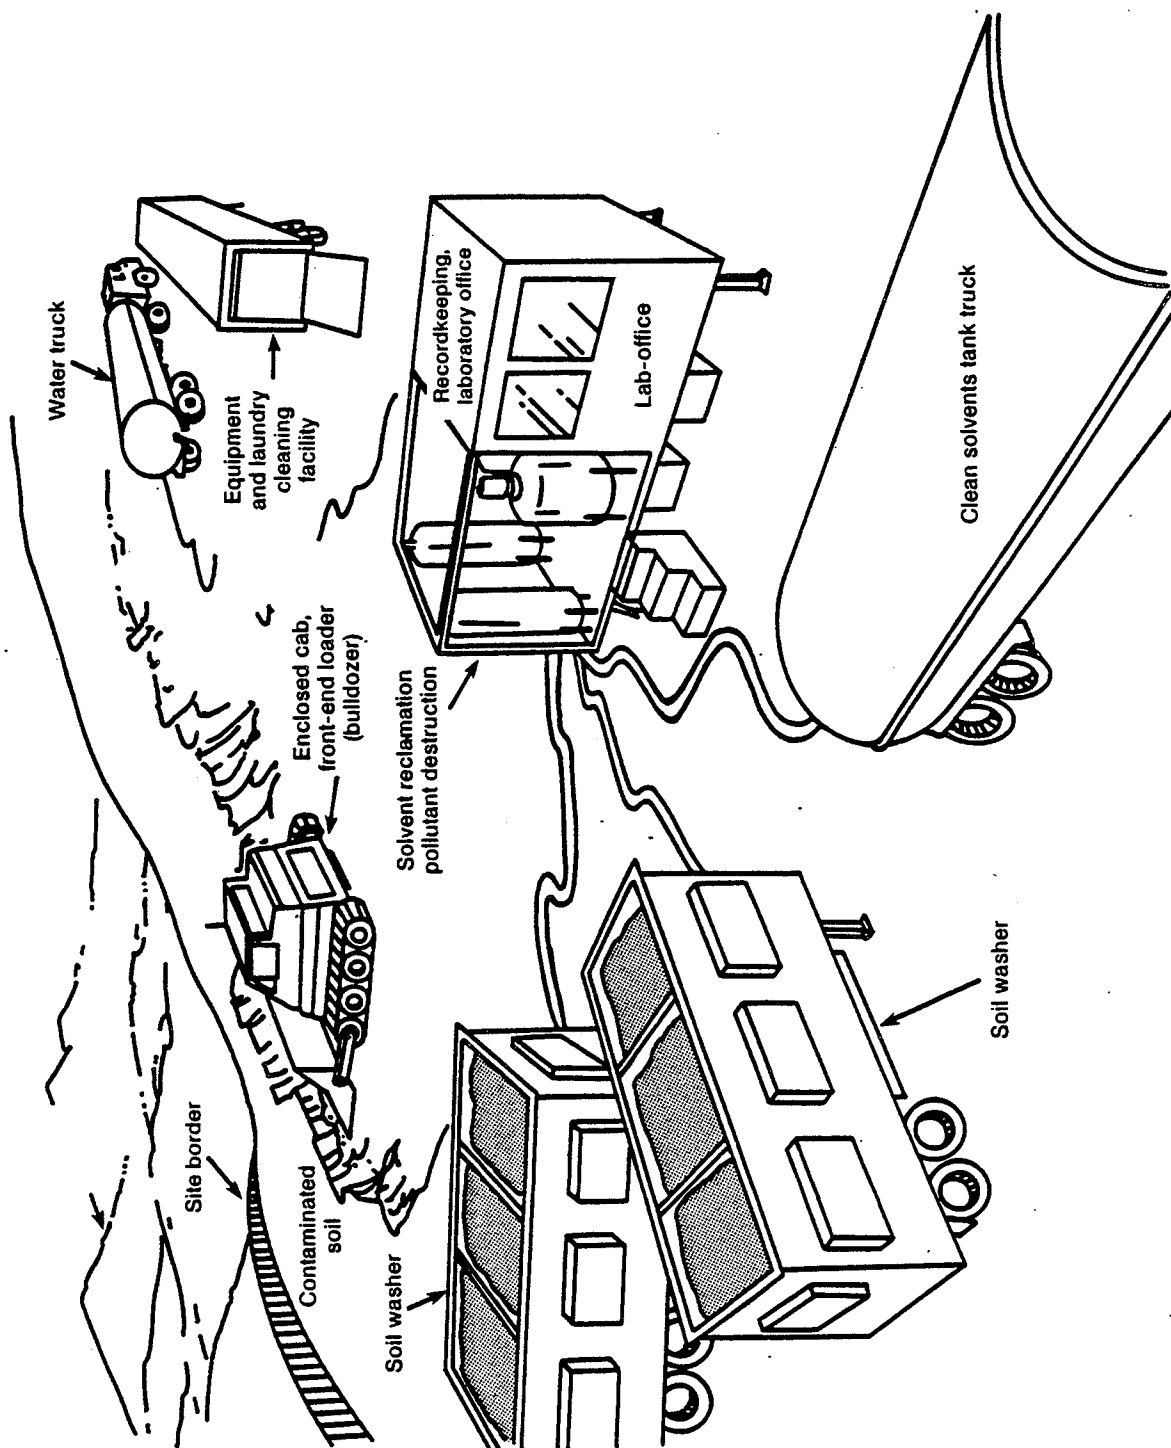 Site border
Contaminated
soil
Soil washer
Water truck
Equipment
and laundry
cleaning
facility
Enclosed cab,
front-end loader
(bulldozer)
Solvent reclamation
pollutant destruction
Recordkeeping,
laboratory office
Lab-office
Soil washer
Clean solvents tank truck